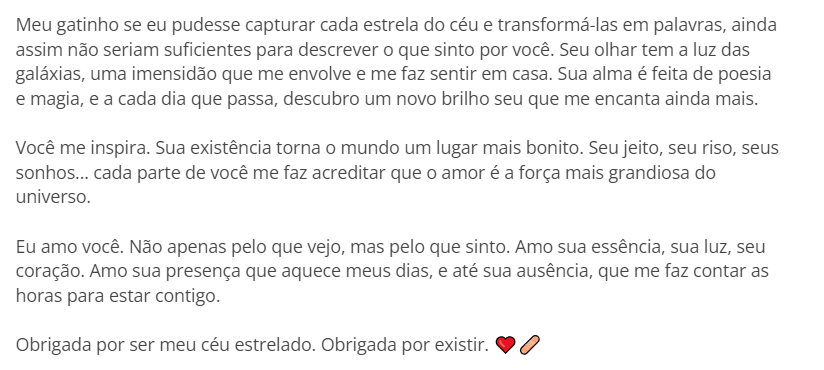 Meu gatinho se eu pudesse capturar cada estrela do céu e transformá-las em palavras, ainda
assim não seriam suficientes para descrever o que sinto por você. Seu olhar tem a luz das
galáxias, uma imensidão que me envolve e me faz sentir em casa. Sua alma é feita de poesia
e magia, e a cada dia que passa, descubro um novo brilho seu que me encanta ainda mais.
Você me inspira. Sua existência torna o mundo um lugar mais bonito. Seu jeito, seu riso, seus
sonhos... cada parte de você me faz acreditar que o amor é a força mais grandiosa do
universo.
Eu amo você. Não apenas pelo que vejo, mas pelo que sinto. Amo sua essência, sua luz, seu
coração. Amo sua presença que aquece meus dias, e até sua ausência, que me faz contar as
horas para estar contigo.
Obrigada por ser meu céu estrelado. Obrigada por existir. ❤️🩹